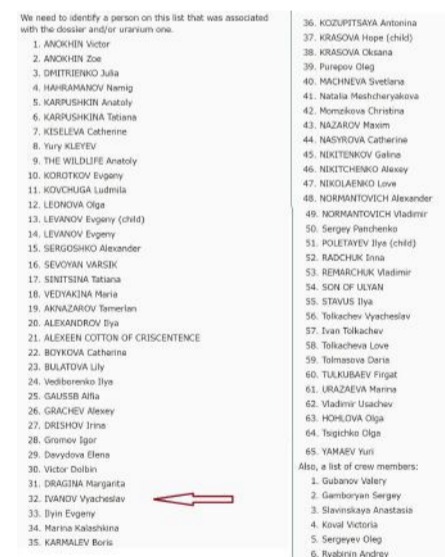 We need to identify a person on this list that was associated
with the dossier and/or uranium one.
1. ANOKHIN Victor
2. ANOKHIN Zoe
3. DMITRIENKO Julia
4. HAHRAMANOV Namig
5. KARPUSHKIN Anatoly
6. KARPUSHKINA Tatiana
7. KISELEVA Catherine
8. Yury KLEYEV
9. THE WILDLIFE Anatoly
10. KOROTKOV Evgeny
11. KOVCHUGA Ludmila
12. LEONOVA Olga
13. LEVANOV Evgeny (child)
14. LEVANOV Evgeny
15. SERGOSHKO Alexander
16. SEVOYAN VARSIK
17. SINITSINA Tatiana
18. VEDYAKINA Maria
19. AKNAZAROV Tamerlan
20. ALEXANDROV Ilya
21. ALEXEEN COTTON OF CRISCENTENCE
22. BOYKOVA Catherine
23. BULATOVA Lily
24. Vediborenko Ilya
25. GAUSSB Alfia
26. GRACHEV Alexey
27. DRISHOV Irina
28. Gromov Igor
29. Davydova Elena
30. Victor Dolbin
31. DRAGINA Margarita
32. IVANOV Vyacheslav
33. Ilyin Evgeny
34. Marina Kalashkina
35. KARMALEV Boris
36. KOZUPITSAYA Antonina
37. KRASOVA Hope (child)
38. KRASOVA Oksana
39. Purepov Oleg
40. MACHNEVA Svetlana
41. Natalia Meshcheryakova
42. Momzikova Christina
43. NAZAROV Maxim
44. NASYROVA Catherine
45. NIKITENKOV Galina
46. NIKITCHENKO Alexey
47. NIKOLAENKO Love
48. NORMANTOVICH Alexander
49. NORMANTOVICH Vladimir
50. Sergey Panchenko
51. POLETAYEV Ilya (child)
52. RADCHUK Inna
53. REMARCHUK Vladimir
54. SON OF ULYAN
55. STAVUS Ilya
56. Tolkachev Vyacheslav
57. Ivan Tolkachev
58. Tolkacheva Love
59. Tolmasova Daria
60. TULKUBAEV Firgat
61. URAZAEVA Marina
62. Vladimir Usachev
63. HOHLOVA Olga
64. Tsigichko Olga
65. YAMAEV Yuri
Also, a list of crew members:
1. Gubanov Valery
2. Gamboryan Sergey
3. Slavinskaya Anastasia
4. Koval Victoria
5. Sergeyev Oleg
6. Ryabinin Andrey